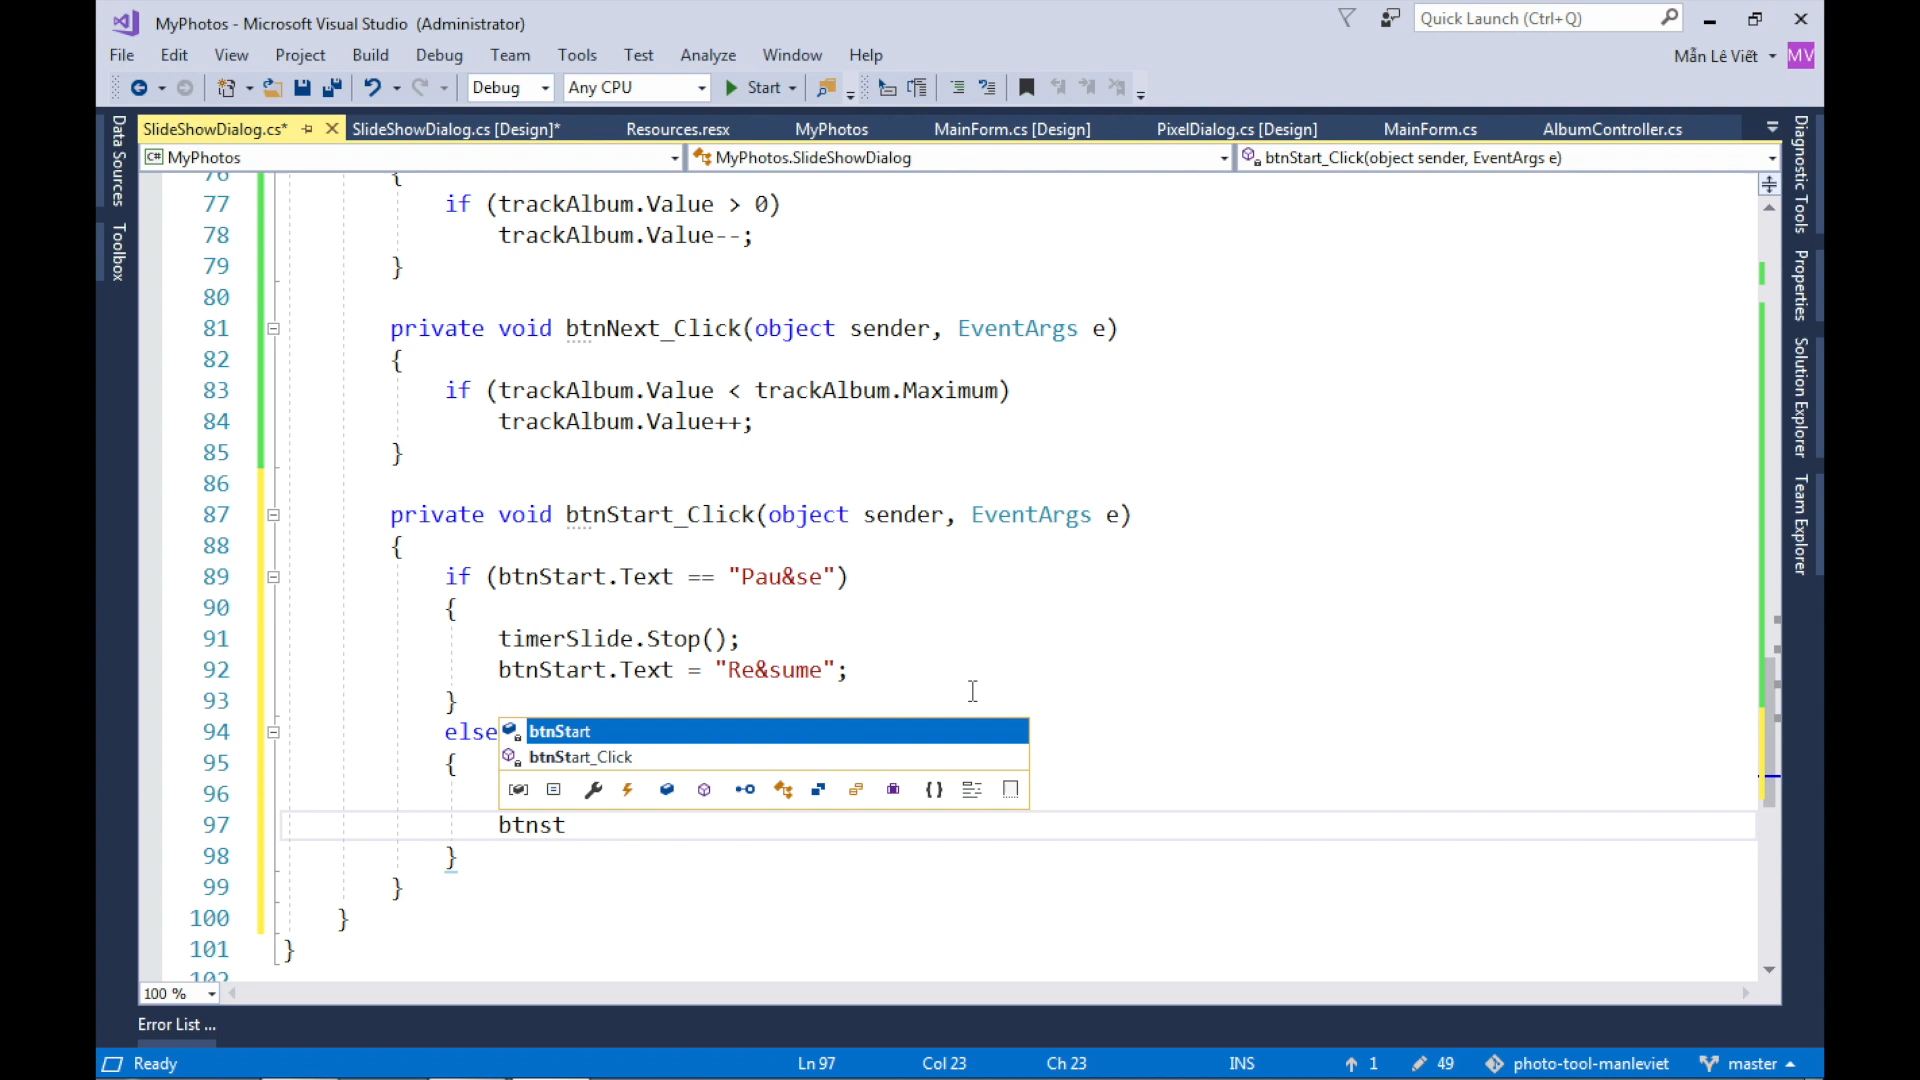 MyPhotos - Microsoft Visual Studio (Administrator)
Quick Launch (Ctrl+Q)
File Edit View Project Build Debug Team Tools Test Analyze Window Help
Mẫn Lê Viết MV
Debug Any CPU Start
SlideShowDialog.cs* SlideShowDialog.cs [Design]* Resources.resx MyPhotos MainForm.cs [Design] PixelDialog.cs [Design] MainForm.cs AlbumController.cs
C# MyPhotos MyPhotos.SlideShowDialog btnStart_Click(object sender, EventArgs e)
Data Sources
Toolbox
Diagnostic Tools
Properties
Solution Explorer
Team Explorer
76 {
77 if (trackAlbum.Value > 0)
78 trackAlbum.Value--;
79 }
80
81 private void btnNext_Click(object sender, EventArgs e)
82 {
83 if (trackAlbum.Value < trackAlbum.Maximum)
84 trackAlbum.Value++;
85 }
86
87 private void btnStart_Click(object sender, EventArgs e)
88 {
89 if (btnStart.Text == "Pau&se")
90 {
91 timerSlide.Stop();
92 btnStart.Text = "Re&sume";
93 }
94 else btnStart
95 { btnStart_Click
96
97 btnst
98 }
99 }
100 }
101 }
102
100 %
Error List ...
Ready Ln 97 Col 23 Ch 23 INS 1 49 photo-tool-manleviet master